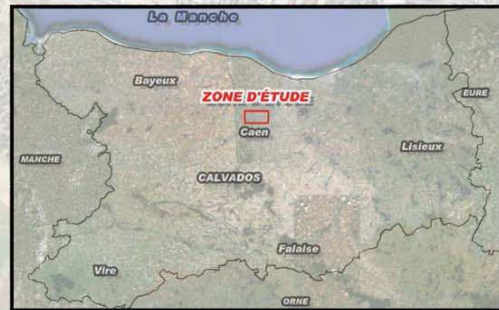 La Manche
Bayeux
ZONE D'ÉTUDE
EURE
Caen
Lisieux
MANCHE
CALVADOS
Falaise
Vire
ORNE